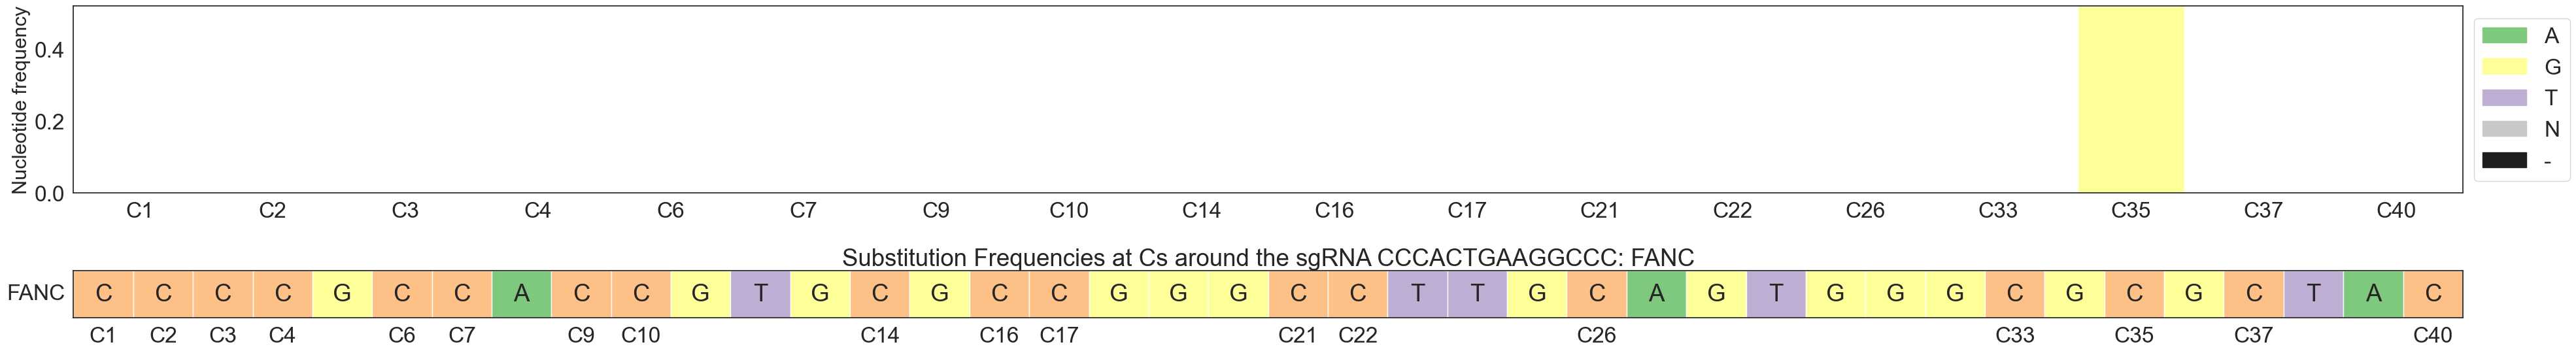 Nucleotide frequency
0.4
0.2
0.0
C1 C2 C3 C4 C6 C7 C9 C10 C14 C16 C17 C21 C22 C26 C33 C35 C37 C40
A
G
T
N
-
Substitution Frequencies at Cs around the sgRNA CCCACTGAAGGCCC: FANC
FANC C C C C G C C A C C G T G C G C C G G G C C T T G C A G T G G G C G C G C T A C
C1 C2 C3 C4 C6 C7 C9 C10 C14 C16 C17 C21 C22 C26 C33 C35 C37 C40